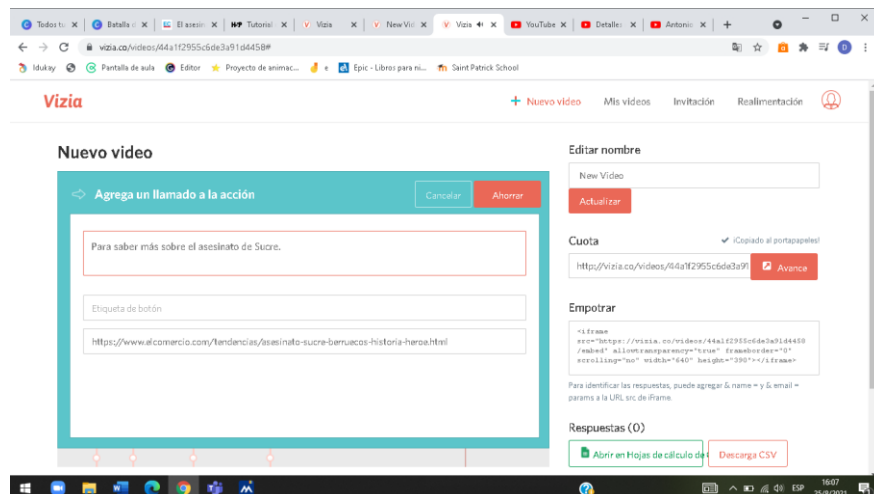 Todos tu
Batalla d
El asesin
Tutorial
Vizia
New Vid
Vizia
YouTube
Detalles
Antonio
vizia.co/videos/44a1f2955c6de3a91d4458#
Idukay
Pantalla de aula
Editor
Proyecto de animac...
e
Epic - Libros para ni...
Saint Patrick School
Vizia
+ Nuevo video
Mis videos
Invitación
Realimentación
Nuevo video
Agrega un llamado a la acción
Cancelar
Ahorrar
Para saber más sobre el asesinato de Sucre.
Etiqueta de botón
https://www.elcomercio.com/tendencias/asesinato-sucre-berruecos-historia-heroe.html
Editar nombre
New Video
Actualizar
Cuota
¡Copiado al portapapeles!
http://vizia.co/videos/44a1f2955c6de3a91
Avance
Empotrar
<iframe
src="https://vizia.co/videos/44a1f2955c6de3a91d4458
/embed" allowtransparency="true" frameborder="0"
scrolling="no" width="640" height="390"></iframe>
Para identificar las respuestas, puede agregar & name = y & email =
params a la URL src de iFrame.
Respuestas (0)
Abrir en Hojas de cálculo de
Descarga CSV
ESP
16:07
25/8/2021